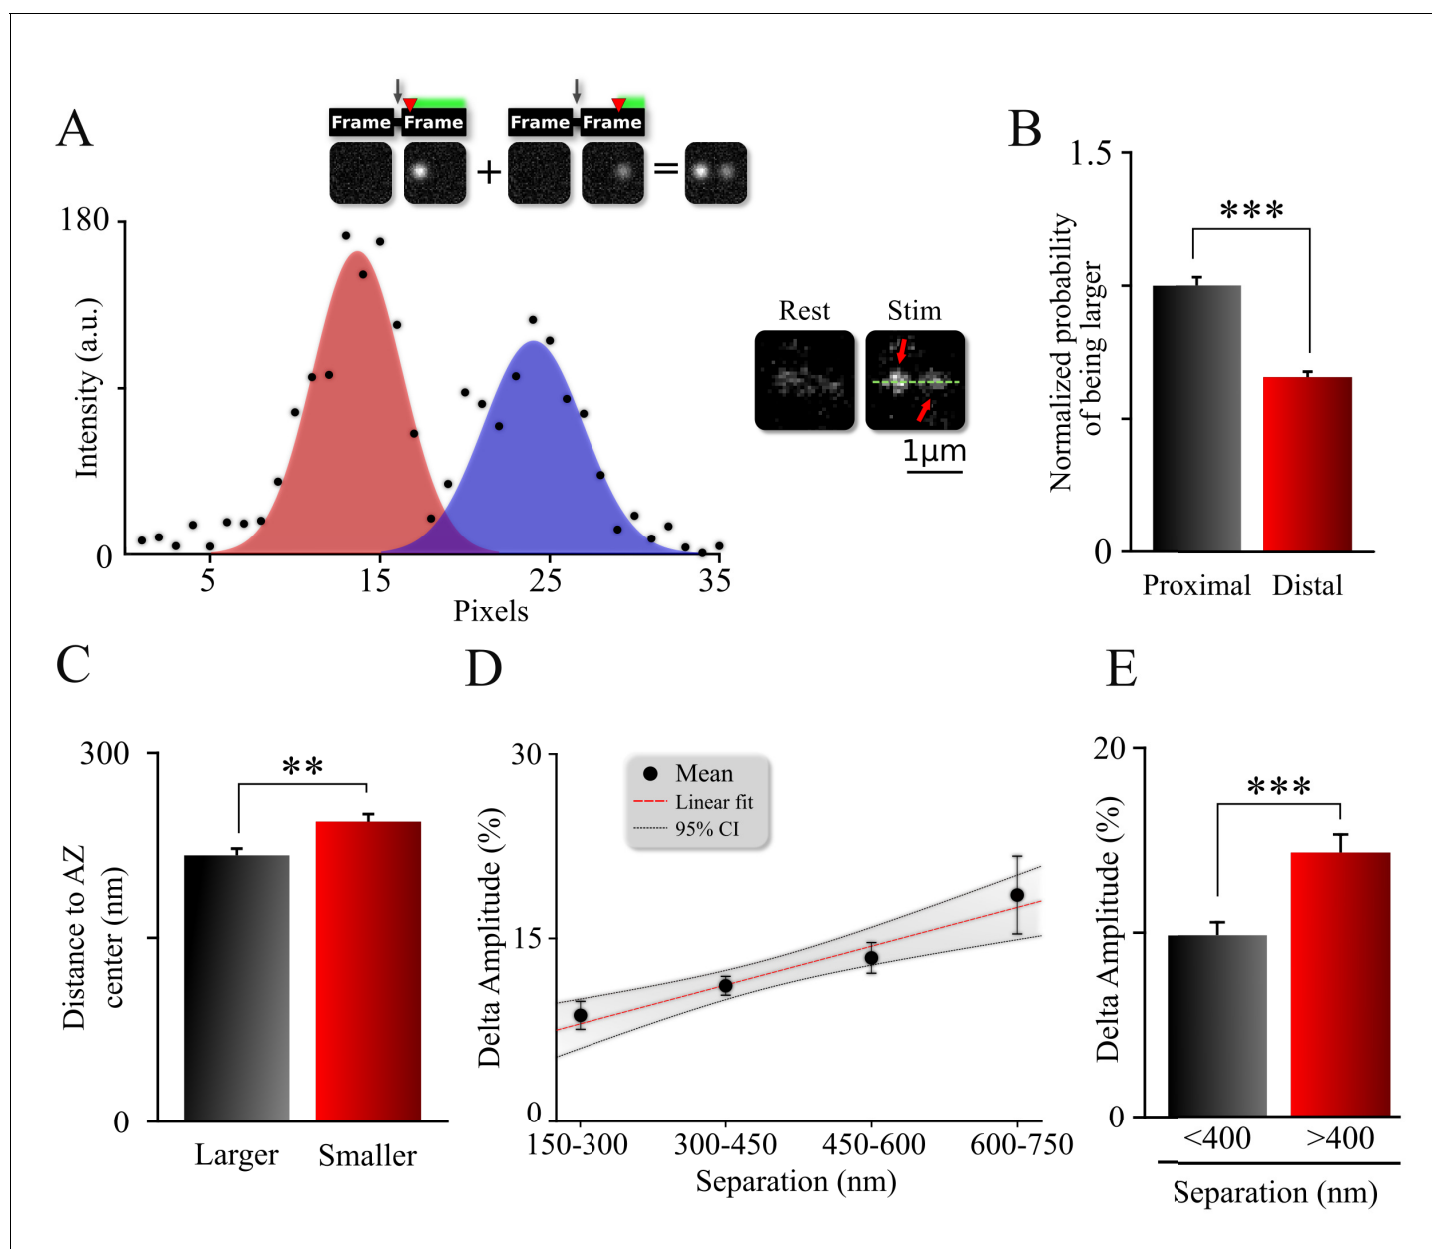 A
Frame Frame
Frame Frame
+
=
180
0
Intensity (a.u.)
5 15 25 35
Pixels
Rest Stim
1µm
B
1.5
0
Normalized probability
of being larger
***
Proximal Distal
C
300
0
Distance to AZ
center (nm)
**
Larger Smaller
D
30
15
0
Delta Amplitude (%)
Mean
Linear fit
95% CI
150-300 300-450 450-600 600-750
Separation (nm)
E
20
0
Delta Amplitude (%)
***
<400 >400
Separation (nm)